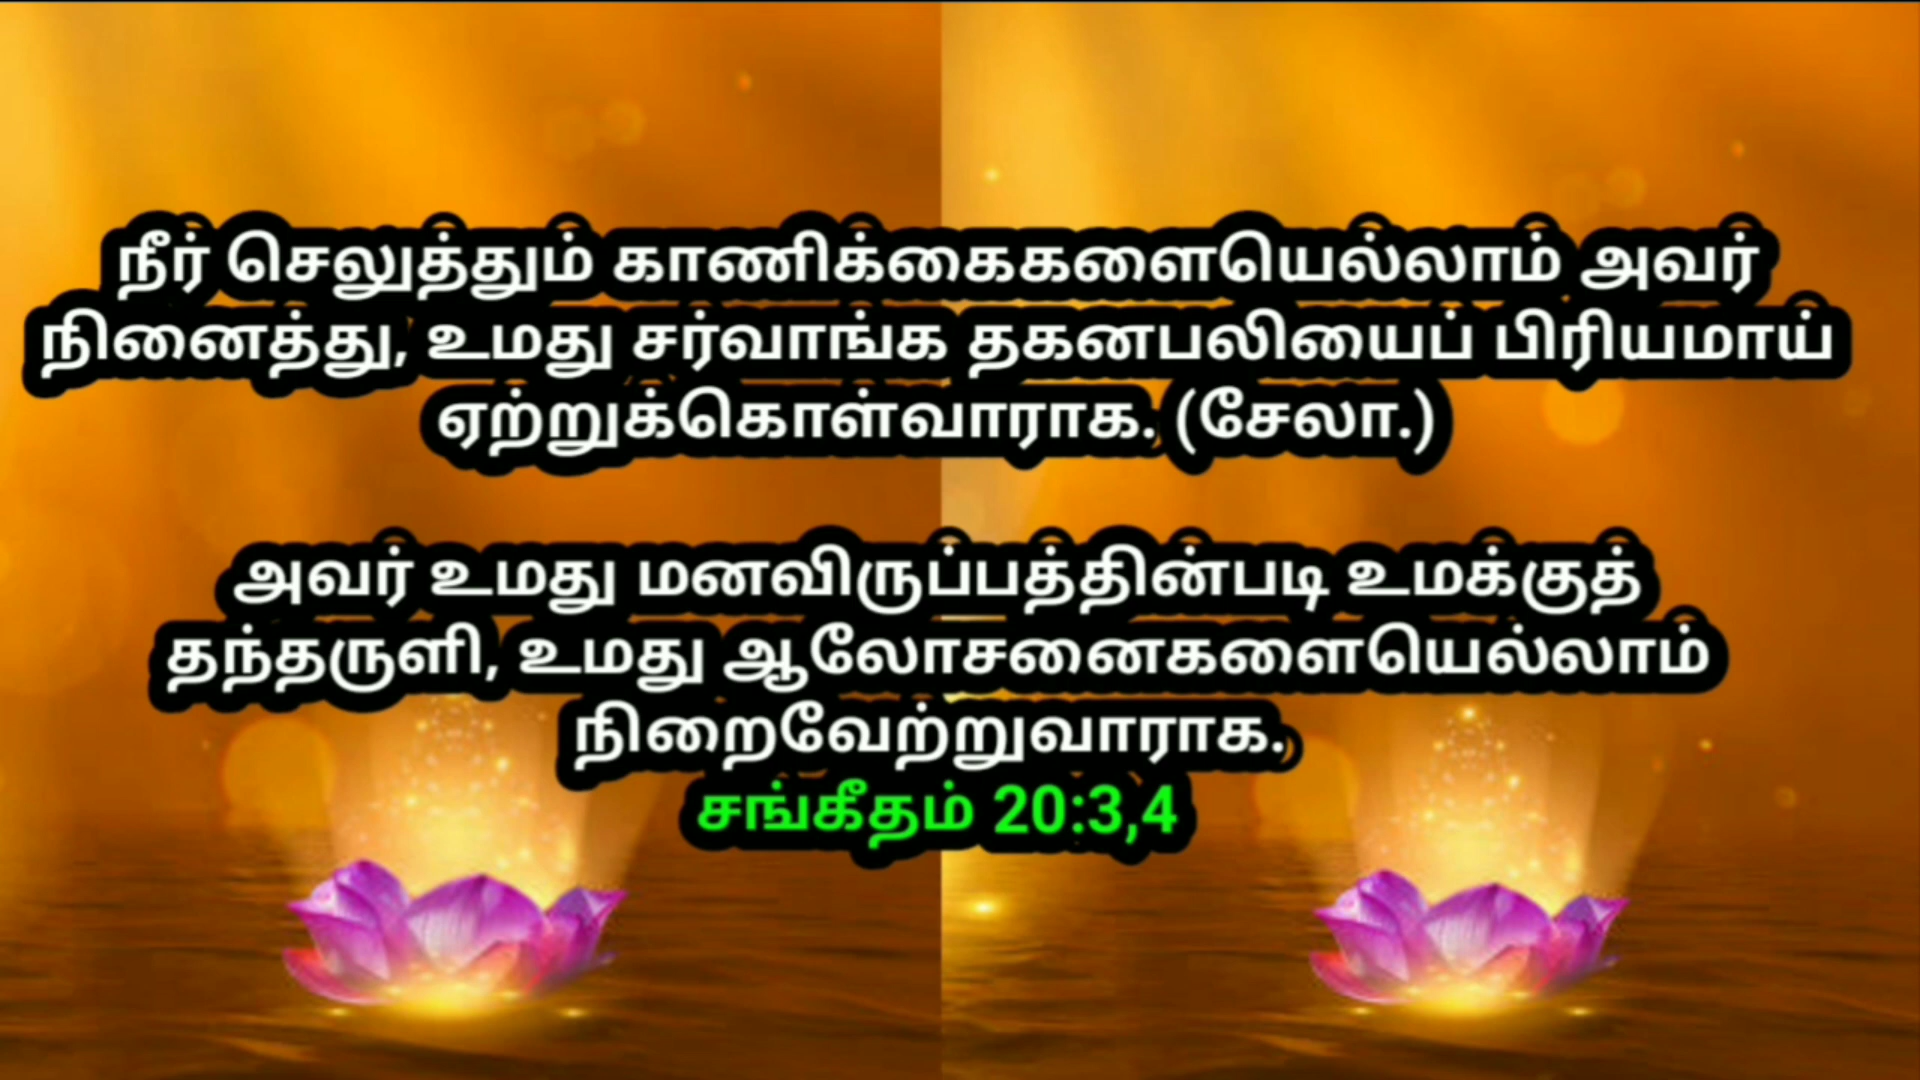 நீர் செலுத்தும் காணிக்கைகளையெல்லாம் அவர்
நினைத்து, உமது சர்வாங்க தகனபலியைப் பிரியமாய்
ஏற்றுக்கொள்வாராக. (சேலா.)
அவர் உமது மனவிருப்பத்தின்படி உமக்குத்
தந்தருளி, உமது ஆலோசனைகளையெல்லாம்
நிறைவேற்றுவாராக.
சங்கீதம் 20:3,4